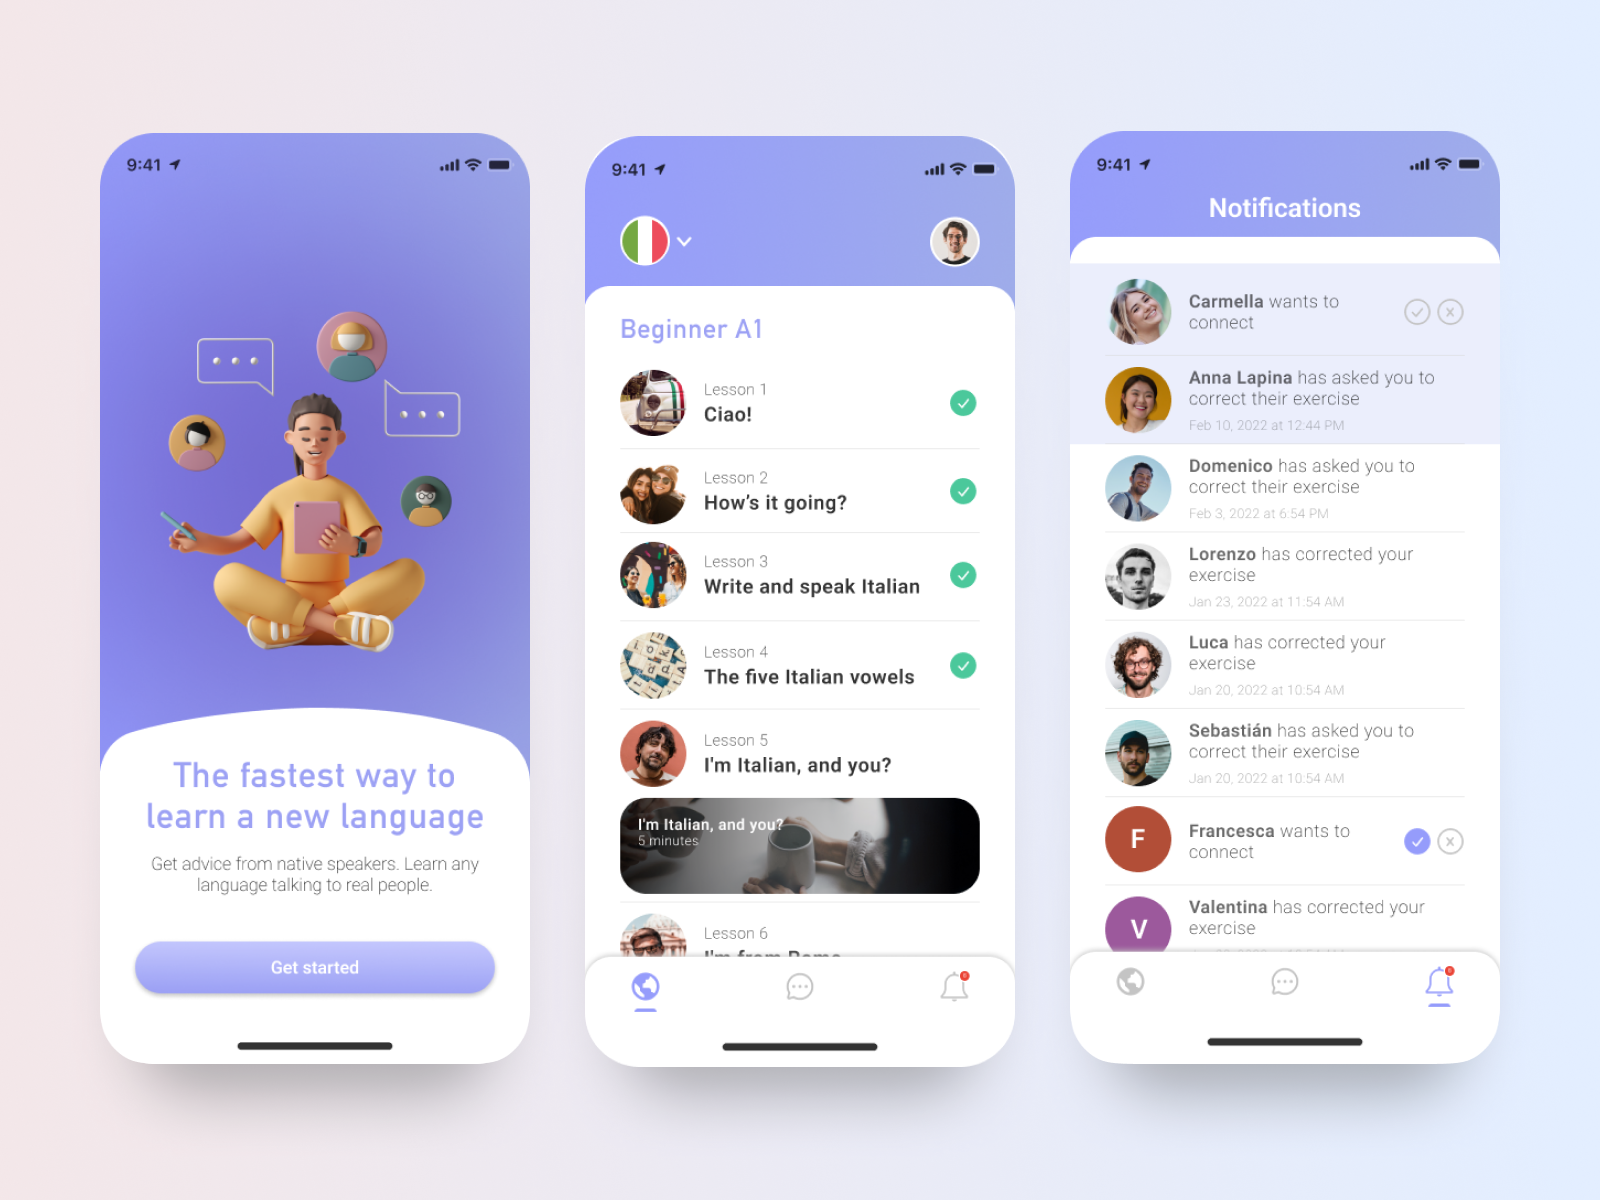 9:41
The fastest way to
learn a new language
Get advice from native speakers. Learn any
language talking to real people.
Get started
9:41
Beginner A1
Lesson 1
Ciao!
Lesson 2
How's it going?
Lesson 3
Write and speak Italian
Lesson 4
The five Italian vowels
Lesson 5
I'm Italian, and you?
I'm Italian, and you?
5 minutes
Lesson 6
I'm from Rome
9:41
Notifications
Carmella wants to
connect
Anna Lapina has asked you to
correct their exercise
Feb 10, 2022 at 12:44 PM
Domenico has asked you to
correct their exercise
Feb 3, 2022 at 6:54 PM
Lorenzo has corrected your
exercise
Jan 23, 2022 at 11:54 AM
Luca has corrected your
exercise
Jan 20, 2022 at 10:54 AM
Sebastián has asked you to
correct their exercise
Jan 20, 2022 at 10:54 AM
F
Francesca wants to
connect
V
Valentina has corrected your
exercise